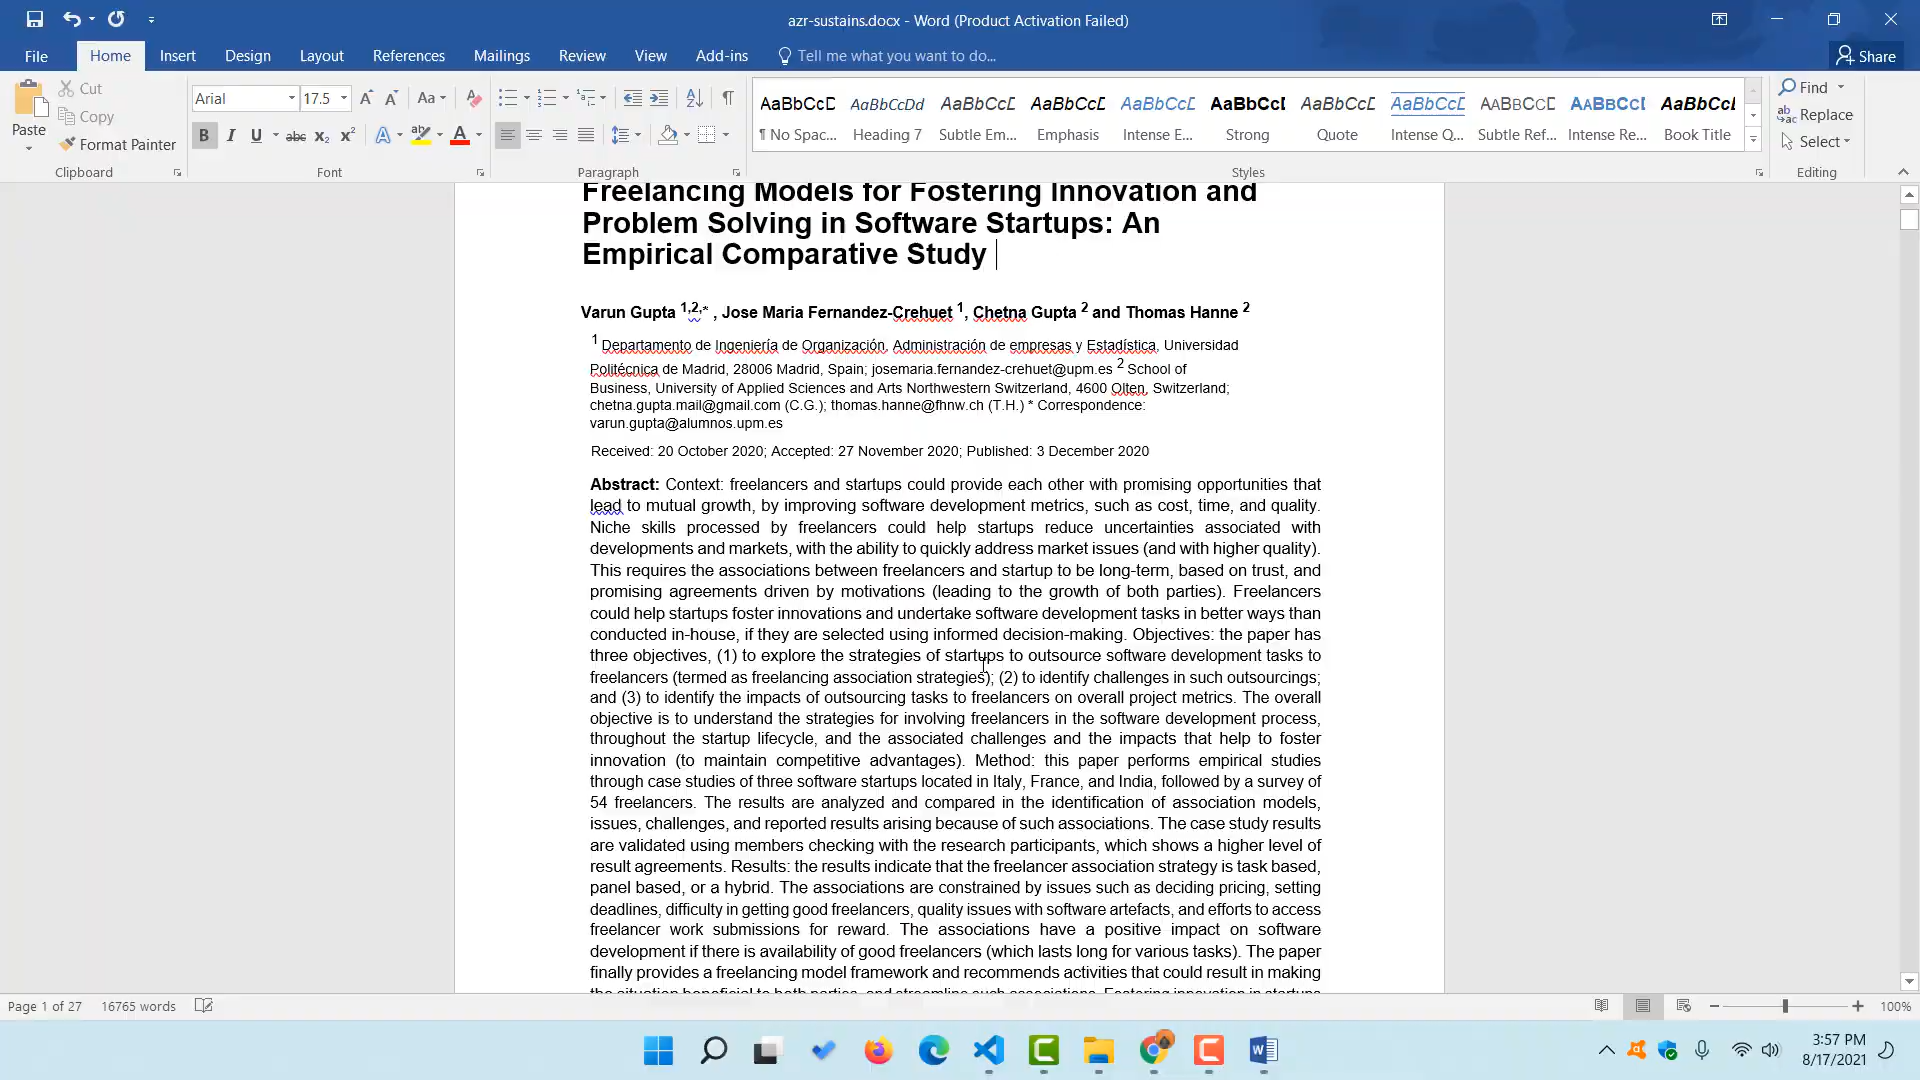 azr-sustains.docx - Word (Product Activation Failed)
File Home Insert Design Layout References Mailings Review View Add-ins Tell me what you want to do... Share
Paste
Cut
Copy
Format Painter
Clipboard
Arial 17.5
Font
Paragraph
AaBbCcD AaBbCcDd AaBbCcE AaBbCcE AaBbCcE AaBbCcI AaBbCcE AaBbCcE AABBCCD AABBCCI AaBbCcI
¶ No Spac... Heading 7 Subtle Em... Emphasis Intense E... Strong Quote Intense Q... Subtle Ref... Intense Re... Book Title
Styles
Find
Replace
Select
Editing
Freelancing Models for Fostering Innovation and
Problem Solving in Software Startups: An
Empirical Comparative Study
Varun Gupta 1,2,* , Jose Maria Fernandez-Crehuet 1, Chetna Gupta 2 and Thomas Hanne 2
1 Departamento de Ingeniería de Organización, Administración de empresas y Estadística, Universidad
Politécnica de Madrid, 28006 Madrid, Spain; josemaria.fernandez-crehuet@upm.es 2 School of
Business, University of Applied Sciences and Arts Northwestern Switzerland, 4600 Olten, Switzerland;
chetna.gupta.mail@gmail.com (C.G.); thomas.hanne@fhnw.ch (T.H.) * Correspondence:
varun.gupta@alumnos.upm.es
Received: 20 October 2020; Accepted: 27 November 2020; Published: 3 December 2020
Abstract: Context: freelancers and startups could provide each other with promising opportunities that
lead to mutual growth, by improving software development metrics, such as cost, time, and quality.
Niche skills processed by freelancers could help startups reduce uncertainties associated with
developments and markets, with the ability to quickly address market issues (and with higher quality).
This requires the associations between freelancers and startup to be long-term, based on trust, and
promising agreements driven by motivations (leading to the growth of both parties). Freelancers
could help startups foster innovations and undertake software development tasks in better ways than
conducted in-house, if they are selected using informed decision-making. Objectives: the paper has
three objectives, (1) to explore the strategies of startups to outsource software development tasks to
freelancers (termed as freelancing association strategies); (2) to identify challenges in such outsourcings;
and (3) to identify the impacts of outsourcing tasks to freelancers on overall project metrics. The overall
objective is to understand the strategies for involving freelancers in the software development process,
throughout the startup lifecycle, and the associated challenges and the impacts that help to foster
innovation (to maintain competitive advantages). Method: this paper performs empirical studies
through case studies of three software startups located in Italy, France, and India, followed by a survey of
54 freelancers. The results are analyzed and compared in the identification of association models,
issues, challenges, and reported results arising because of such associations. The case study results
are validated using members checking with the research participants, which shows a higher level of
result agreements. Results: the results indicate that the freelancer association strategy is task based,
panel based, or a hybrid. The associations are constrained by issues such as deciding pricing, setting
deadlines, difficulty in getting good freelancers, quality issues with software artefacts, and efforts to access
freelancer work submissions for reward. The associations have a positive impact on software
development if there is availability of good freelancers (which lasts long for various tasks). The paper
finally provides a freelancing model framework and recommends activities that could result in making
the situation beneficial to both parties, and streamline such associations. Fostering innovation in startups
Page 1 of 27 16765 words 100%
3:57 PM
8/17/2021